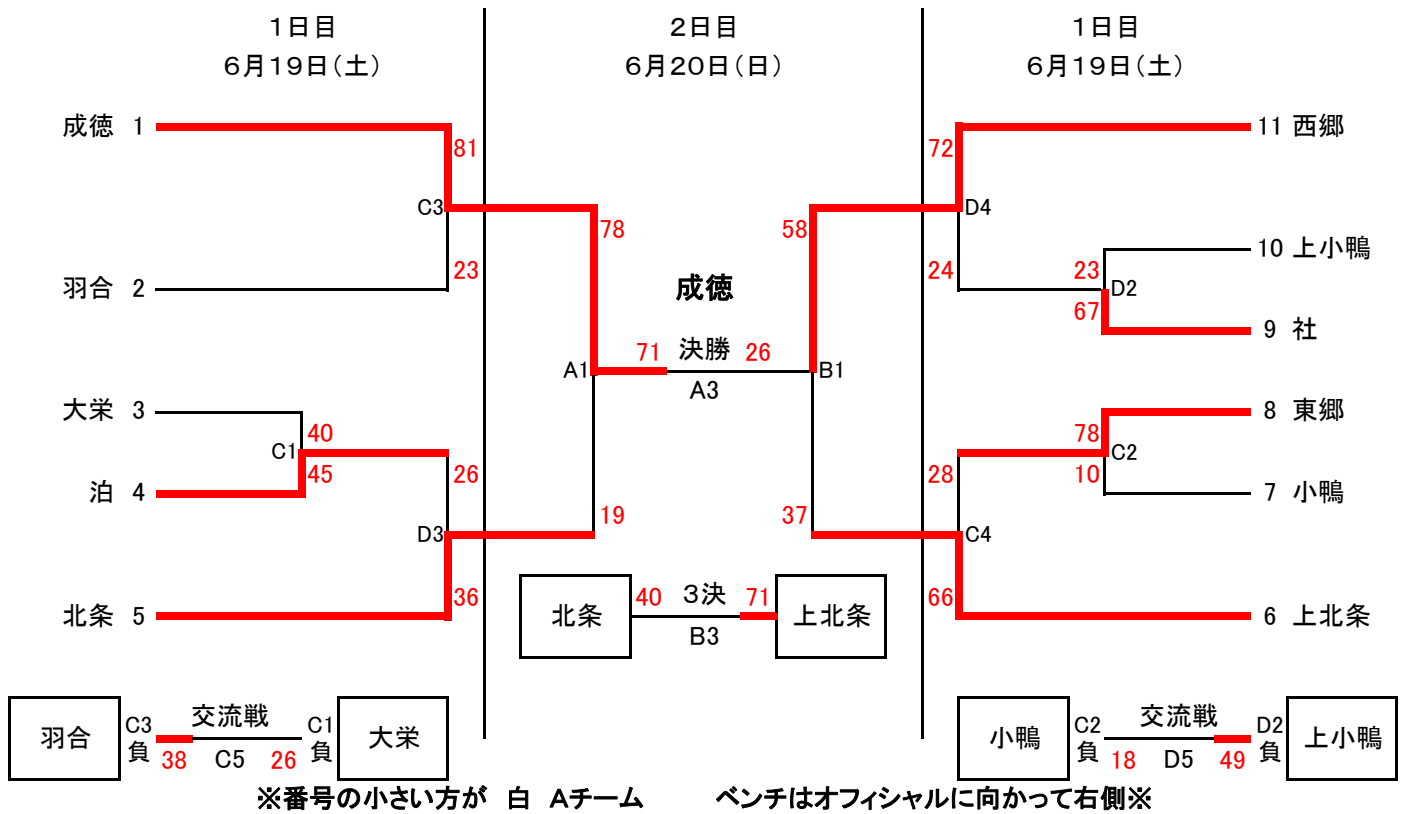 1日目 2日目 1日目
6月19日(土) 6月20日(日) 6月19日(土)
成徳 1 81 72 11 西郷
C3 78 58 D4
23 24 23 10 上小鴨
羽合 2 成徳 D2
67 9 社
71 決勝 26
A1 A3 B1
大栄 3 40 78 8 東郷
C1 C2
45 26 28 10
泊 4 7 小鴨
19 37
D3 C4
36 40 3決 71 66
北条 5 北条 上北条 6 上北条
B3
羽合 C3負 交流戦 C1負 大栄 小鴨 C2負 交流戦 D2負 上小鴨
38 C5 26 18 D5 49
※番号の小さい方が 白 Aチーム ベンチはオフィシャルに向かって右側※